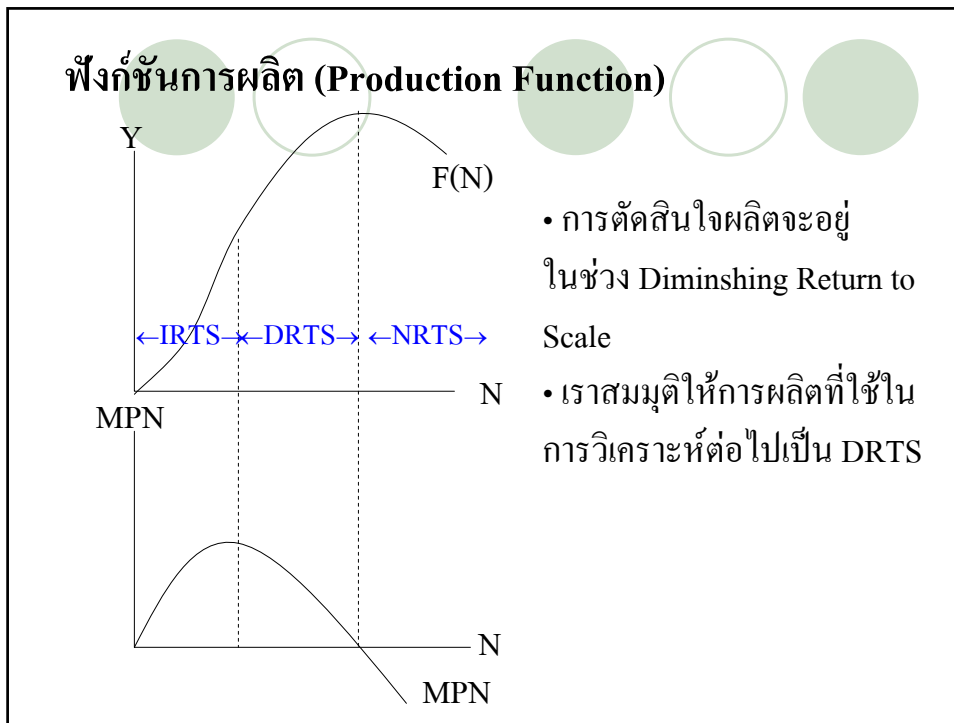 ฟังก์ชันการผลิต (Production Function)
Y
F(N)
←IRTS→←DRTS→ ←NRTS→
N
MPN
N
MPN
• การตัดสินใจผลิตจะอยู่
ในช่วง Diminshing Return to
Scale
• เราสมมุติให้การผลิตที่ใช้ใน
การวิเคราะห์ต่อไปเป็น DRTS